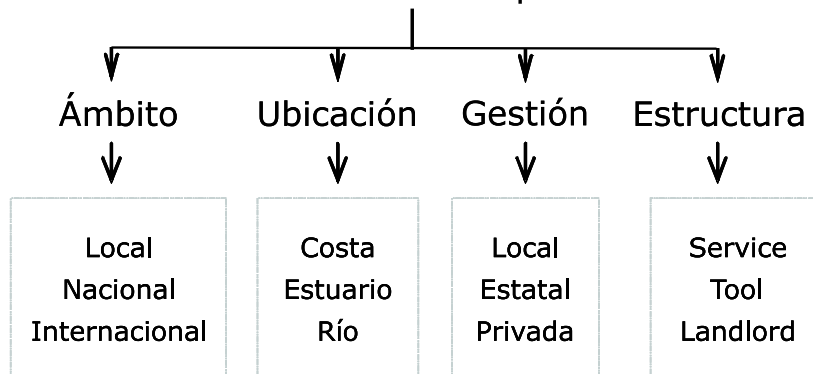 Ámbito
Ubicación
Gestión
Estructura
Local
Nacional
Internacional
Costa
Estuario
Río
Local
Estatal
Privada
Service
Tool
Landlord